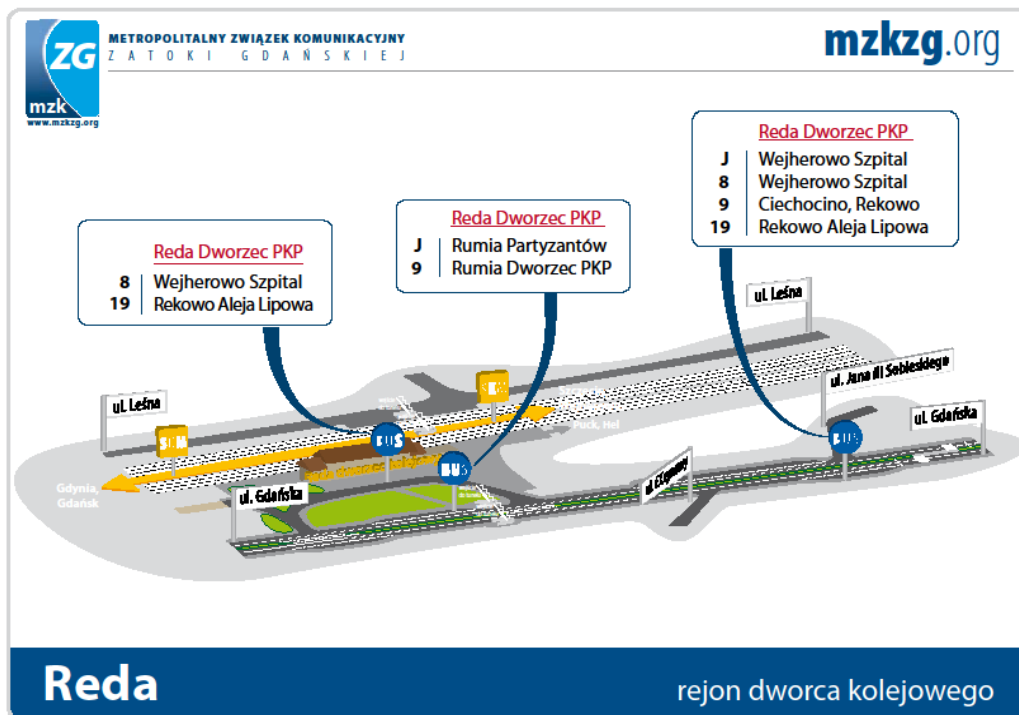 ZG
mzk
www.mzkzg.org
METROPOLITALNY ZWIĄZEK KOMUNIKACYJNY
ZATOKI GDAŃSKIEJ
mzkzg.org
Reda Dworzec PKP
J Wejherowo Szpital
8 Wejherowo Szpital
9 Ciechocino, Rekowo
19 Rekowo Aleja Lipowa
Reda Dworzec PKP
J Rumia Partyzantów
9 Rumia Dworzec PKP
Reda Dworzec PKP
8 Wejherowo Szpital
19 Rekowo Aleja Lipowa
ul. Leśna
ul. Jana III Sobieskiego
ul. Gdańska
ul. Leśna
SKM
SKM
Puck, Hel
BUS
BUS
BUS
Gdynia,
Gdańsk
ul. Gdańska
Reda
rejon dworca kolejowego